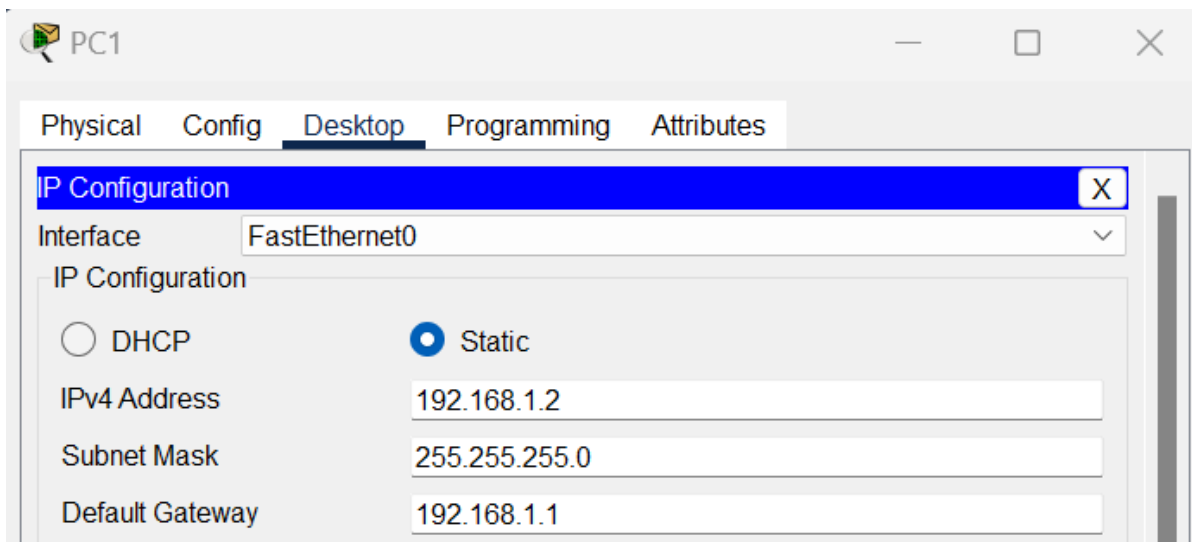 PC1
Physical Config Desktop Programming Attributes
IP Configuration X
Interface FastEthernet0
IP Configuration
DHCP Static
IPv4 Address 192.168.1.2
Subnet Mask 255.255.255.0
Default Gateway 192.168.1.1